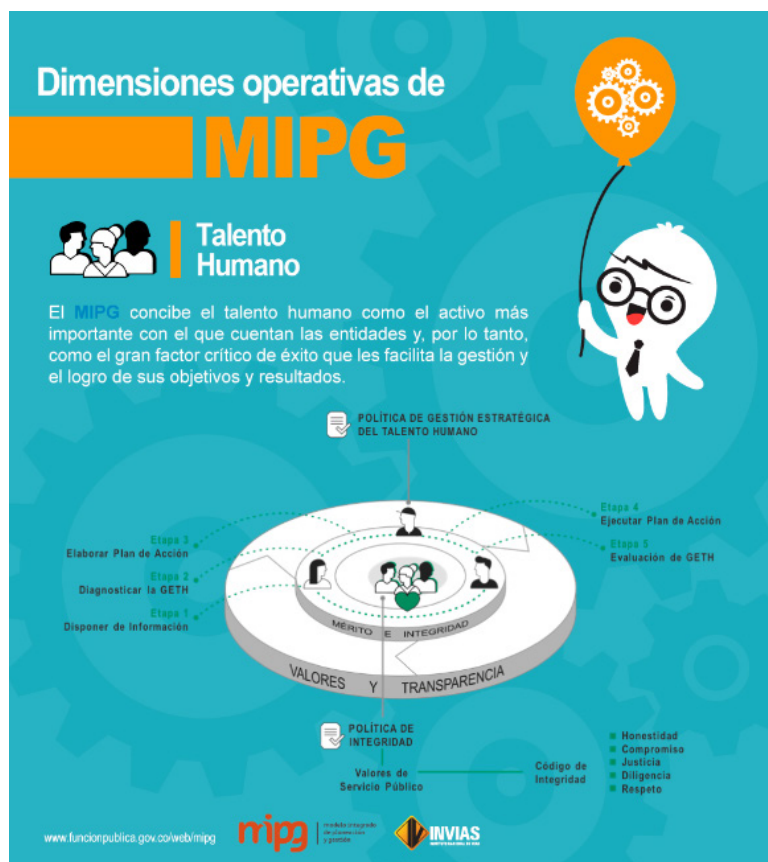 Dimensiones operativas de
MIPG
Talento
Humano
El MIPG concibe el talento humano como el activo más
importante con el que cuentan las entidades y, por lo tanto,
como el gran factor crítico de éxito que les facilita la gestión y
el logro de sus objetivos y resultados.
POLÍTICA DE GESTIÓN ESTRATÉGICA
DEL TALENTO HUMANO
Etapa 4
Ejecutar Plan de Acción
Etapa 3
Elaborar Plan de Acción
Etapa 5
Evaluación de GETH
Etapa 2
Diagnosticar la GETH
Etapa 1
Disponer de Información
MÉRITO E INTEGRIDAD
VALORES Y TRANSPARENCIA
POLÍTICA DE
INTEGRIDAD
Valores de
Servicio Público
Código de
Integridad
Honestidad
Compromiso
Justicia
Diligencia
Respeto
www.funcionpublica.gov.co/web/mipg
mipg
modelo integrado
de planeación
y gestión
INVIAS